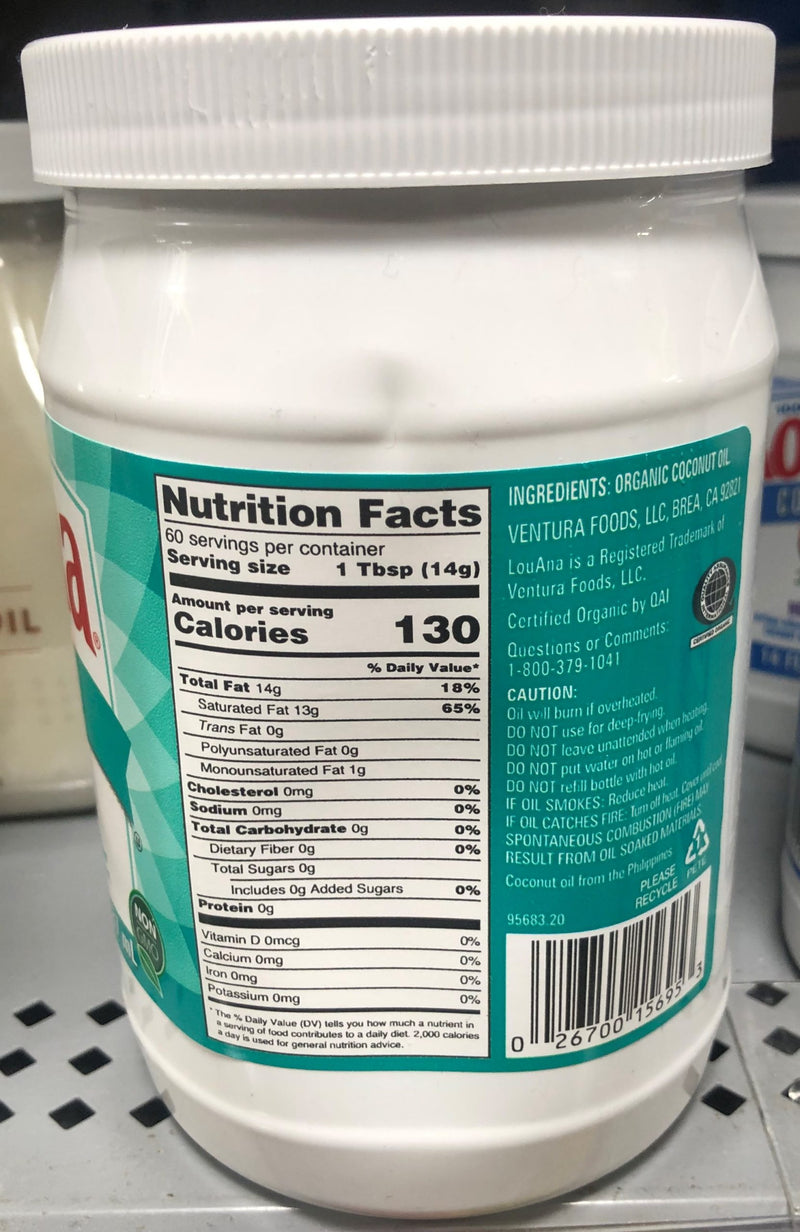 Nutrition Facts
60 servings per container
Serving size 1 Tbsp (14g)
Amount per serving
Calories 130
% Daily Value*
Total Fat 14g 18%
Saturated Fat 13g 65%
Trans Fat 0g
Polyunsaturated Fat 0g
Monounsaturated Fat 1g
Cholesterol 0mg 0%
Sodium 0mg 0%
Total Carbohydrate 0g 0%
Dietary Fiber 0g 0%
Total Sugars 0g
Includes 0g Added Sugars 0%
Protein 0g
Vitamin D 0mcg 0%
Calcium 0mg 0%
Iron 0mg 0%
Potassium 0mg 0%
* The % Daily Value (DV) tells you how much a nutrient in
a serving of food contributes to a daily diet. 2,000 calories
a day is used for general nutrition advice.
INGREDIENTS: ORGANIC COCONUT OIL
VENTURA FOODS, LLC, BREA, CA 92821
LouAna is a Registered Trademark of
Ventura Foods, LLC.
Certified Organic by QAI
CERTIFIED ORGANIC
Questions or Comments:
1-800-379-1041
CAUTION:
Oil will burn if overheated.
DO NOT use for deep-frying.
DO NOT leave unattended when heating.
DO NOT put water on hot or flaming oil.
DO NOT refill bottle with hot oil.
IF OIL SMOKES: Reduce heat.
IF OIL CATCHES FIRE: Turn off heat. Cover until cool.
SPONTANEOUS COMBUSTION (FIRE) MAY
RESULT FROM OIL SOAKED MATERIALS.
Coconut oil from the Philippines
PLEASE
RECYCLE
1
PETE
95683.20
0 26700 15695 3
a®
NON
GMO
mL
OIL